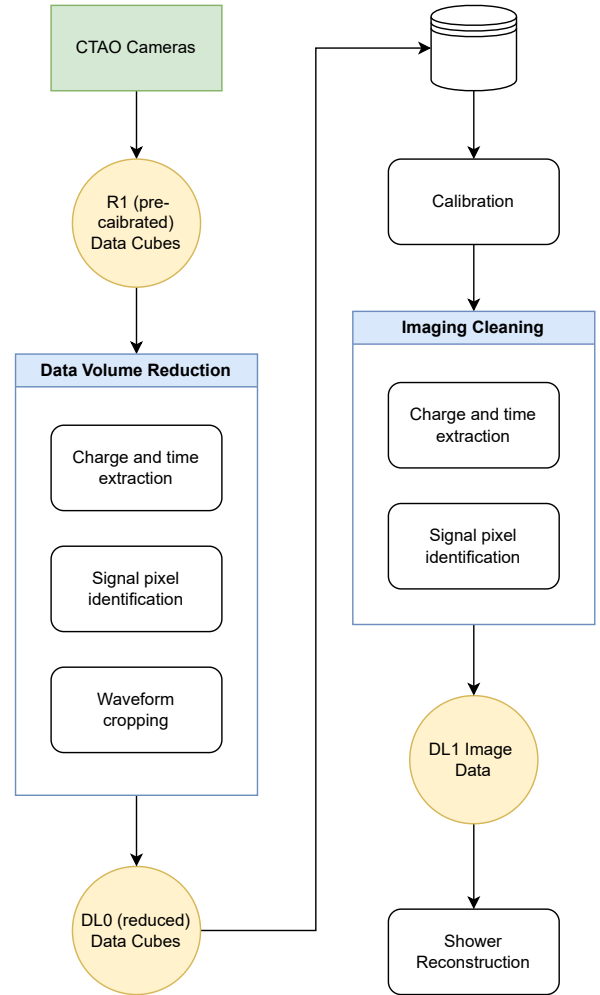 CTAO Cameras
R1 (pre-
caibrated)
Data Cubes
Data Volume Reduction
Charge and time
extraction
Signal pixel
identification
Waveform
cropping
DL0 (reduced)
Data Cubes
Calibration
Imaging Cleaning
Charge and time
extraction
Signal pixel
identification
DL1 Image
Data
Shower
Reconstruction